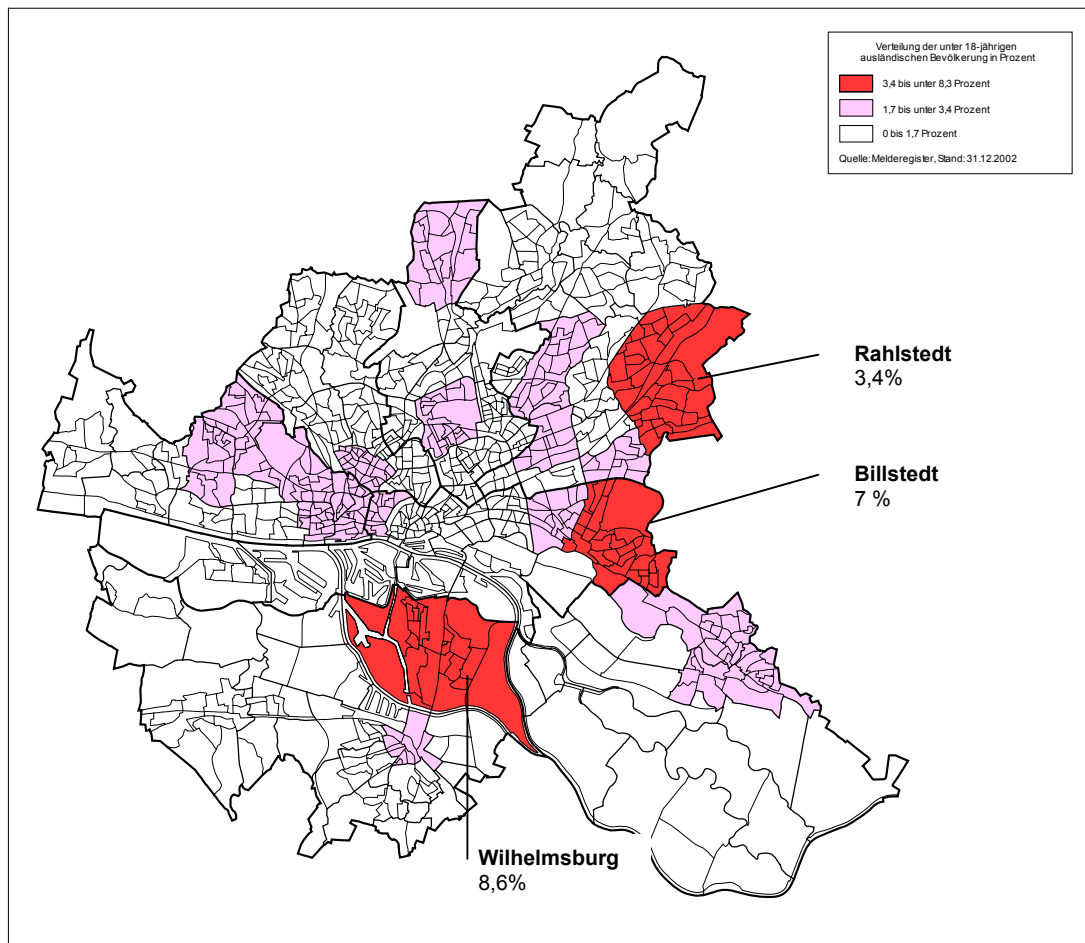 Verteilung der unter 18-jährigen
ausländischen Bevölkerung in Prozent
3,4 bis unter 8,3 Prozent
1,7 bis unter 3,4 Prozent
0 bis 1,7 Prozent
Quelle: Melderegister, Stand: 31.12.2002
Rahlstedt
3,4%
Billstedt
7 %
Wilhelmsburg
8,6%